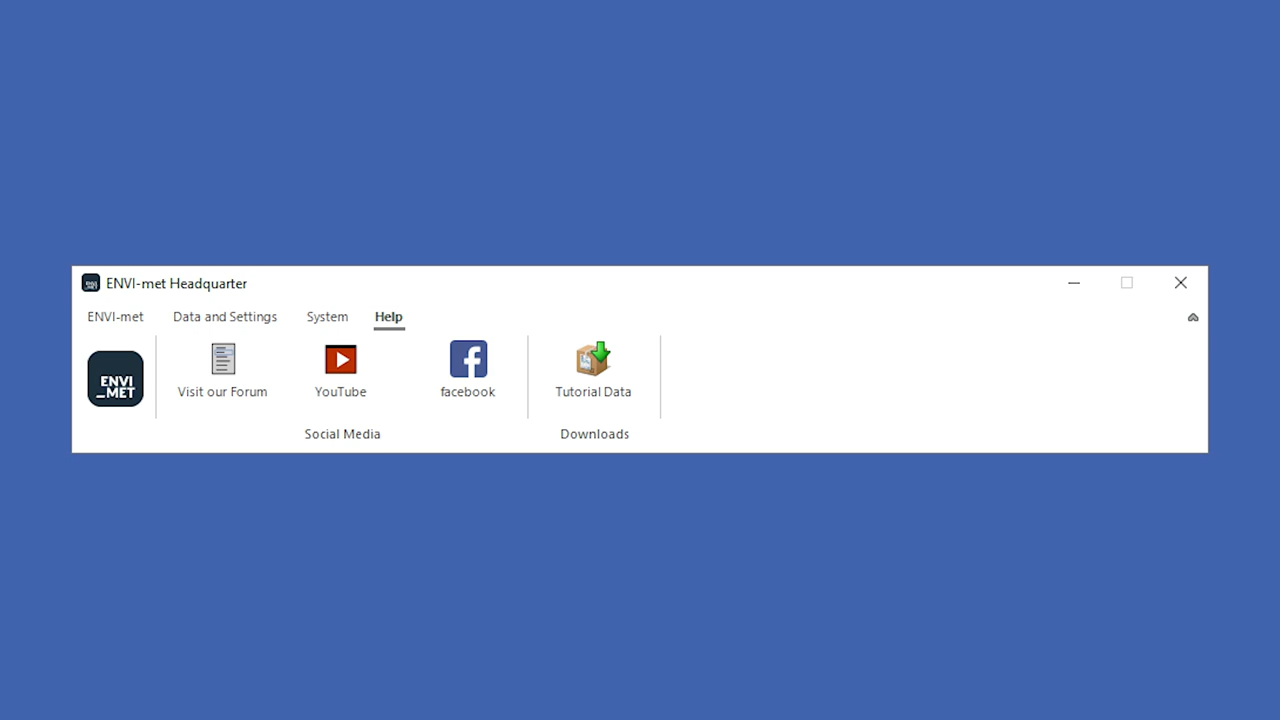 ENVI-met Headquarter
ENVI-met Data and Settings System Help
ENVI
_MET
Visit our Forum YouTube facebook Tutorial Data
Social Media Downloads